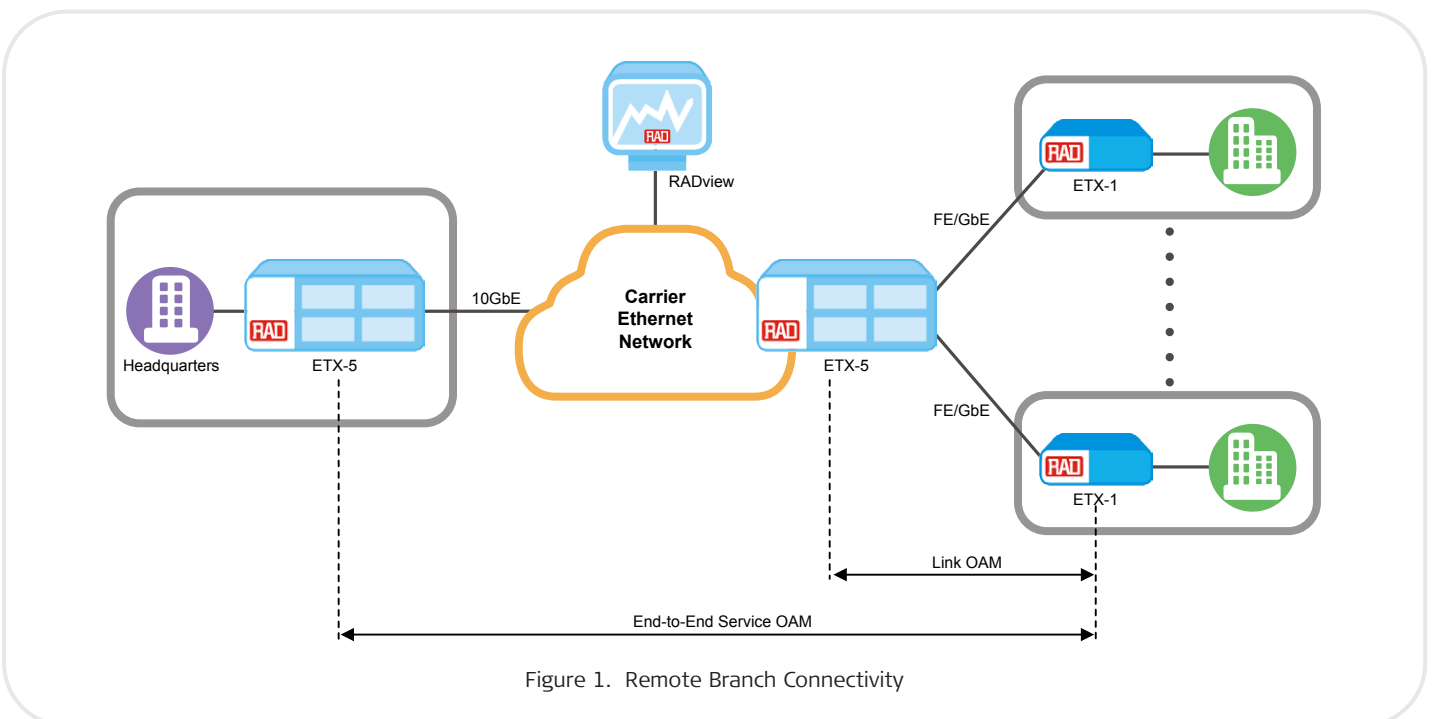 RAD
RADview
RAD
ETX-1
FE/GbE
10GbE
Carrier
Ethernet
Network
RAD
RAD
Headquarters
ETX-5
ETX-5
FE/GbE
RAD
ETX-1
Link OAM
End-to-End Service OAM
Figure 1. Remote Branch Connectivity